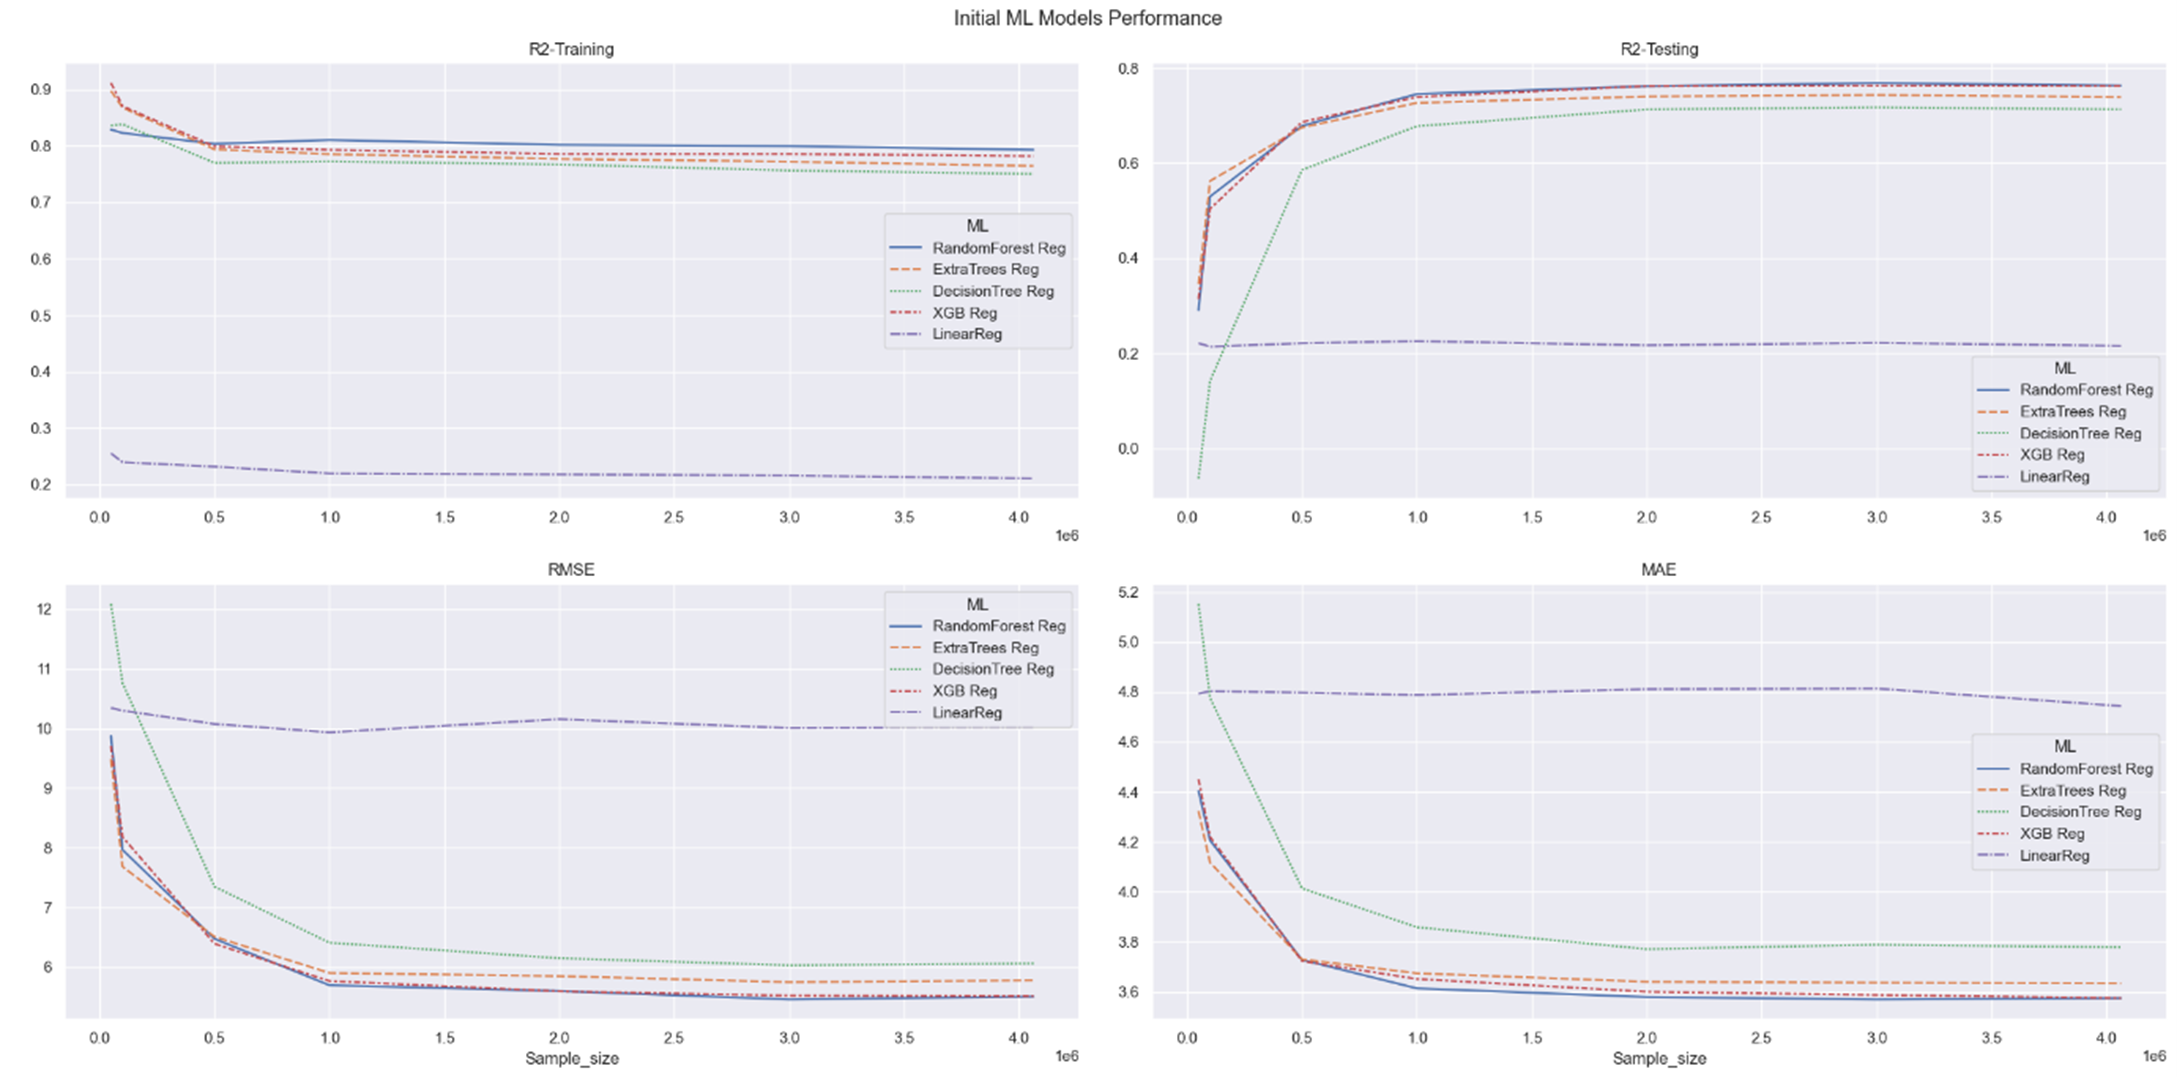 Initial ML Models Performance
R2-Training
0.9
0.8
0.7
0.6
0.5
0.4
0.3
0.2
0.0 0.5 1.0 1.5 2.0 2.5 3.0 3.5 4.0
1e6
ML
RandomForest Reg
ExtraTrees Reg
DecisionTree Reg
XGB Reg
LinearReg
R2-Testing
0.8
0.6
0.4
0.2
0.0
0.0 0.5 1.0 1.5 2.0 2.5 3.0 3.5 4.0
1e6
ML
RandomForest Reg
ExtraTrees Reg
DecisionTree Reg
XGB Reg
LinearReg
RMSE
12
11
10
9
8
7
6
0.0 0.5 1.0 1.5 2.0 2.5 3.0 3.5 4.0
Sample_size
1e6
ML
RandomForest Reg
ExtraTrees Reg
DecisionTree Reg
XGB Reg
LinearReg
MAE
5.2
5.0
4.8
4.6
4.4
4.2
4.0
3.8
3.6
0.0 0.5 1.0 1.5 2.0 2.5 3.0 3.5 4.0
Sample_size
1e6
ML
RandomForest Reg
ExtraTrees Reg
DecisionTree Reg
XGB Reg
LinearReg